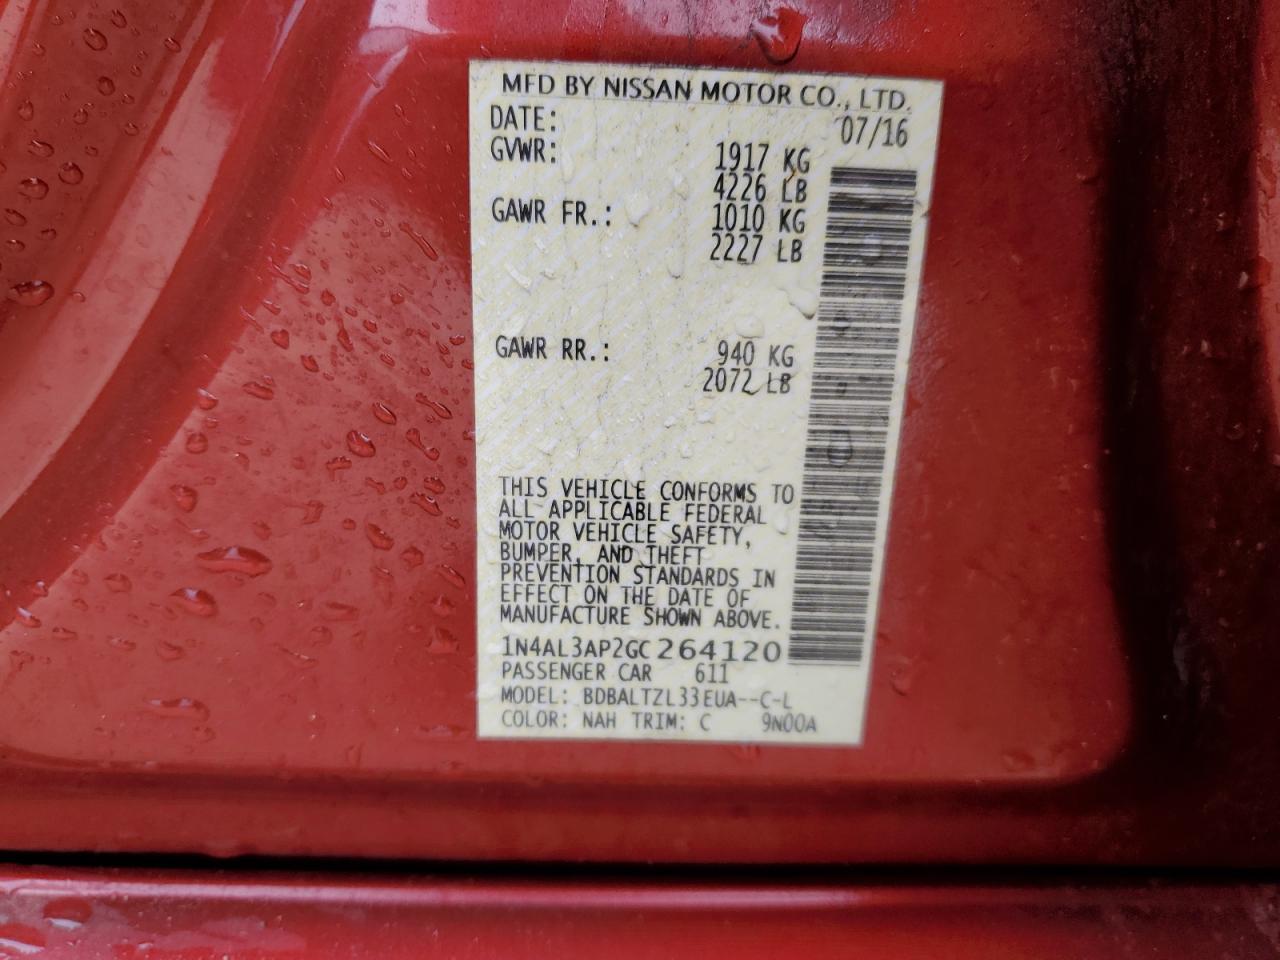 MFD BY NISSAN MOTOR CO., LTD.
DATE: 07/16
GVWR: 1917 KG
4226 LB
GAWR FR.: 1010 KG
2227 LB
GAWR RR.: 940 KG
2072 LB
THIS VEHICLE CONFORMS TO
ALL APPLICABLE FEDERAL
MOTOR VEHICLE SAFETY,
BUMPER, AND THEFT
PREVENTION STANDARDS IN
EFFECT ON THE DATE OF
MANUFACTURE SHOWN ABOVE.
1N4AL3AP2GC264120
PASSENGER CAR 611
MODEL: BDBALTZL33EUA--C-L
COLOR: NAH TRIM: C 9N00A